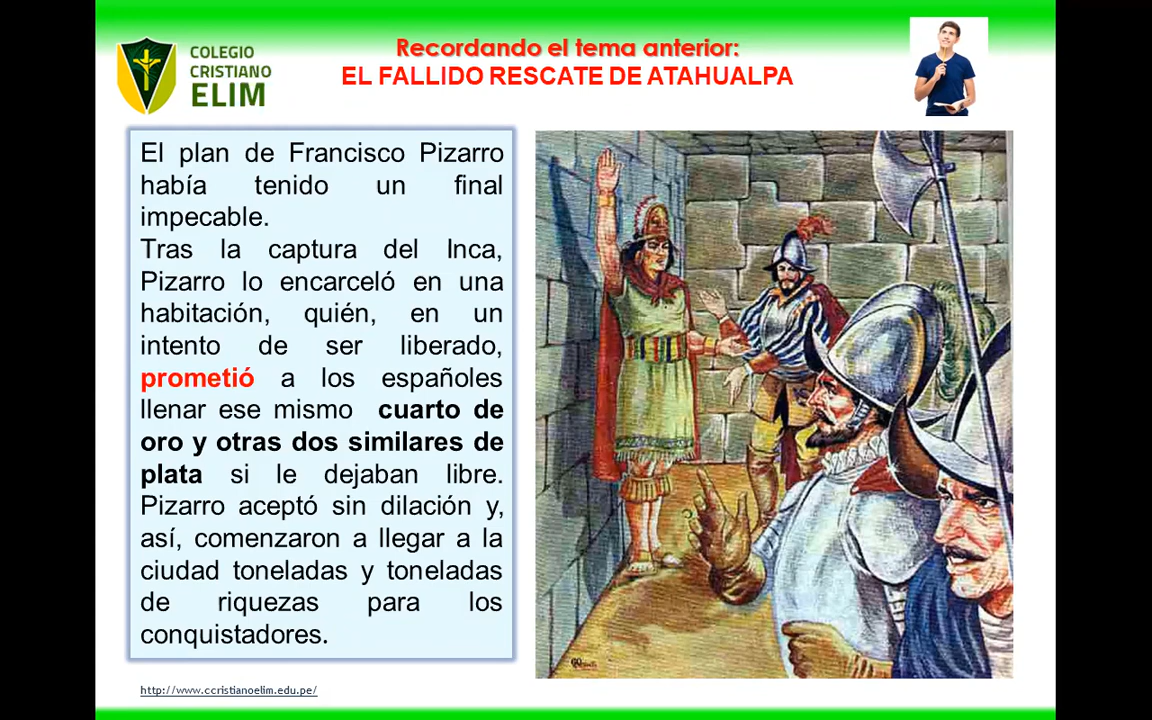 COLEGIO
CRISTIANO
ELIM
Recordando el tema anterior:
EL FALLIDO RESCATE DE ATAHUALPA
El plan de Francisco Pizarro
había tenido un final
impecable.
Tras la captura del Inca,
Pizarro lo encarceló en una
habitación, quién, en un
intento de ser liberado,
prometió a los españoles
llenar ese mismo cuarto de
oro y otras dos similares de
plata si le dejaban libre.
Pizarro aceptó sin dilación y,
así, comenzaron a llegar a la
ciudad toneladas y toneladas
de riquezas para los
conquistadores.
http://www.ccristianoelim.edu.pe/